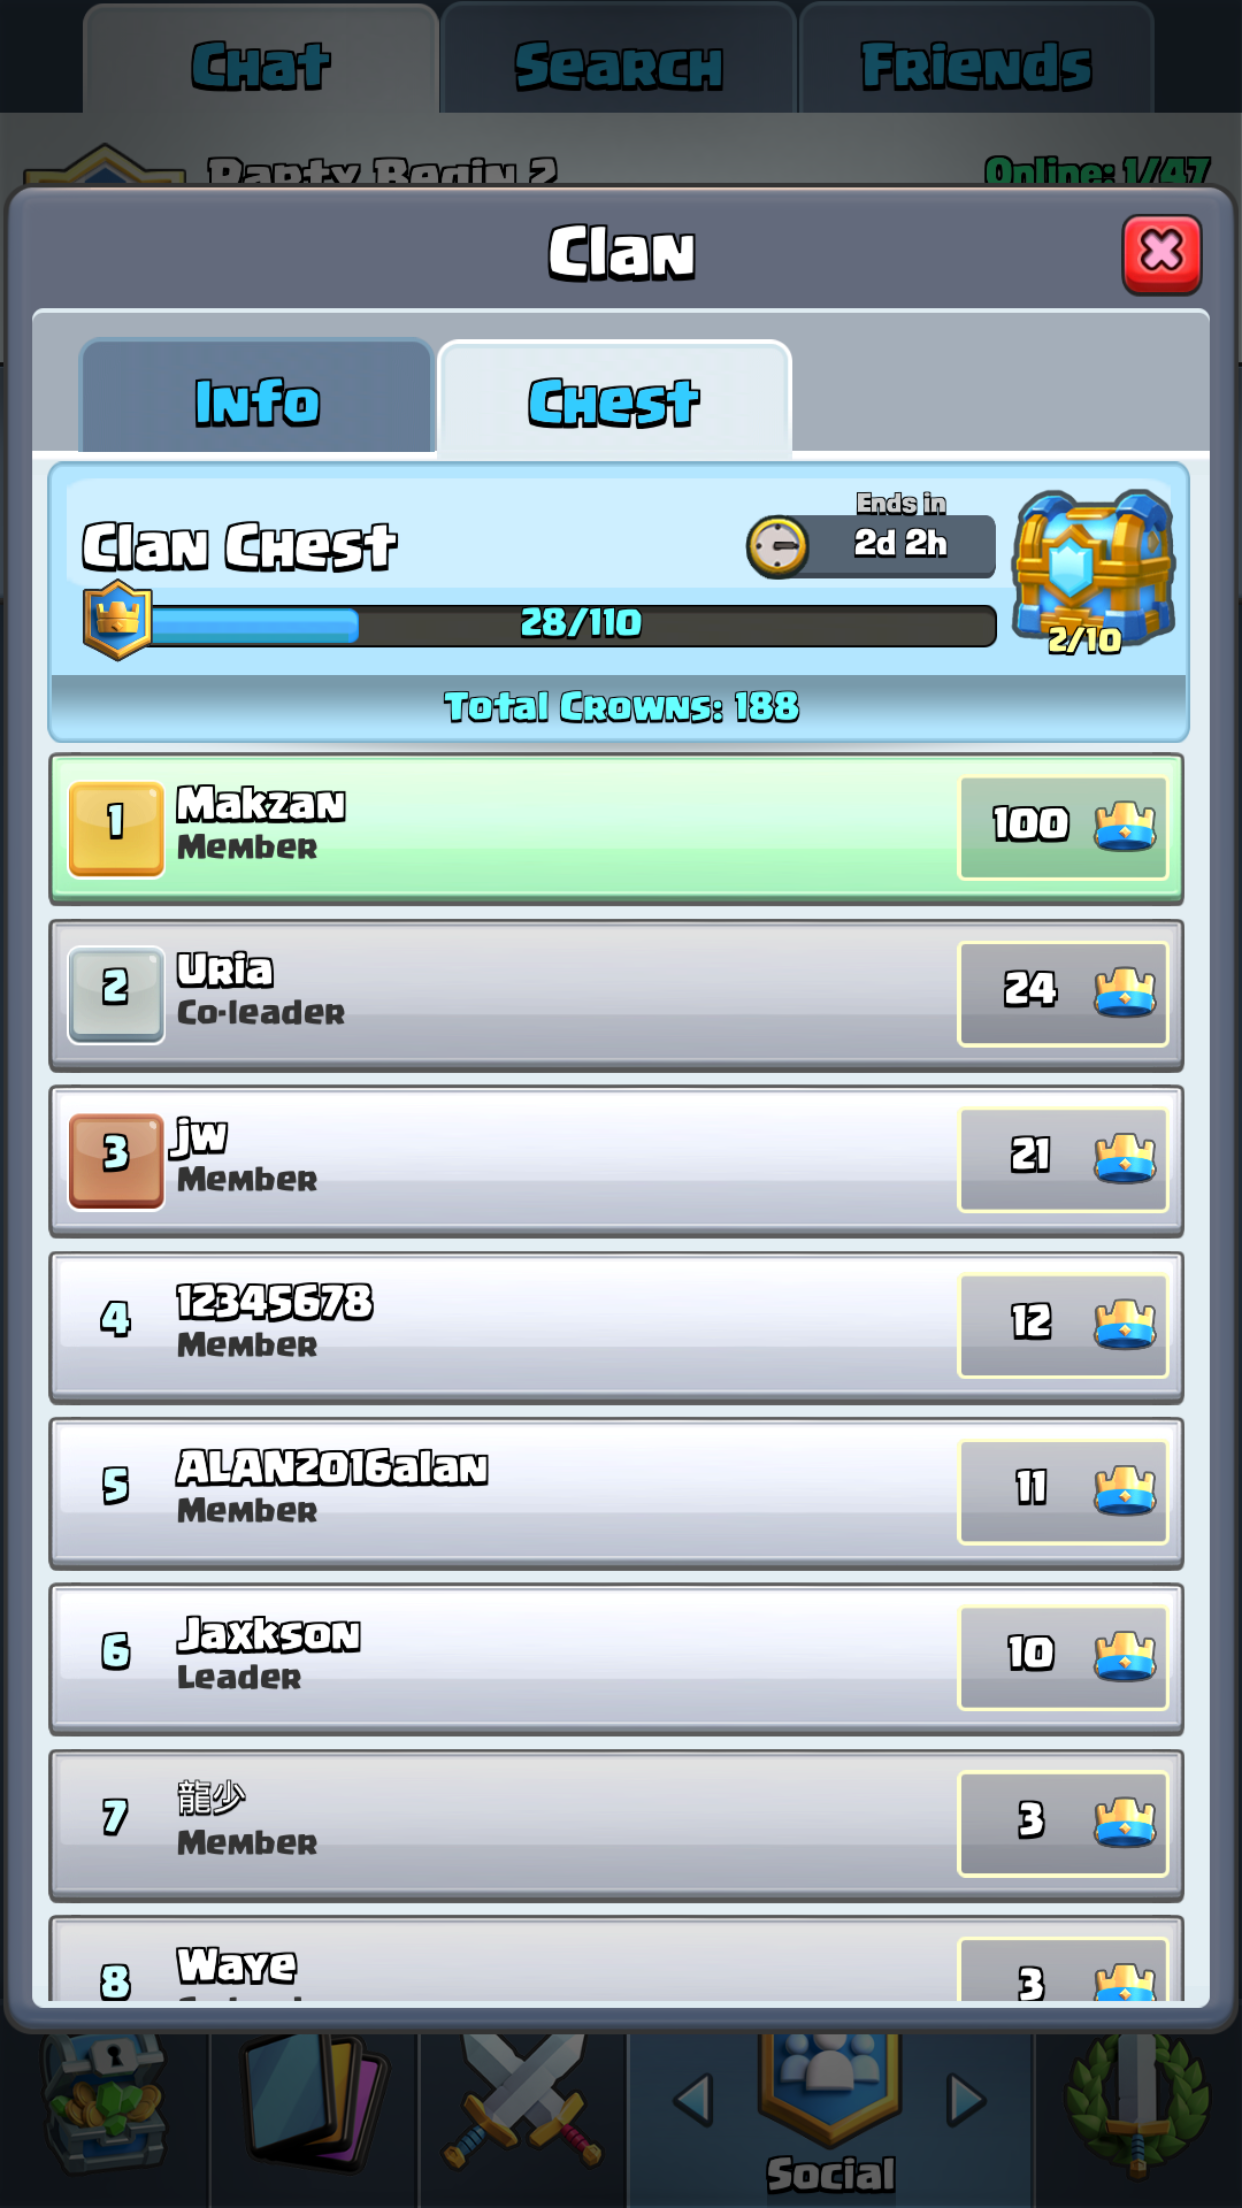 Chat
Search
Friends
Party Begin 2
Online: 1/47
Clan
Info
Chest
Clan Chest
Ends in
2d 2h
28/110
2/10
Total Crowns: 188
1
Makzan
Member
100
2
Uria
Co-leader
24
3
jw
Member
21
4
12345678
Member
12
5
ALAN2016alan
Member
11
6
Jaxkson
Leader
10
7
龍少
Member
3
8
Waye
3
Social